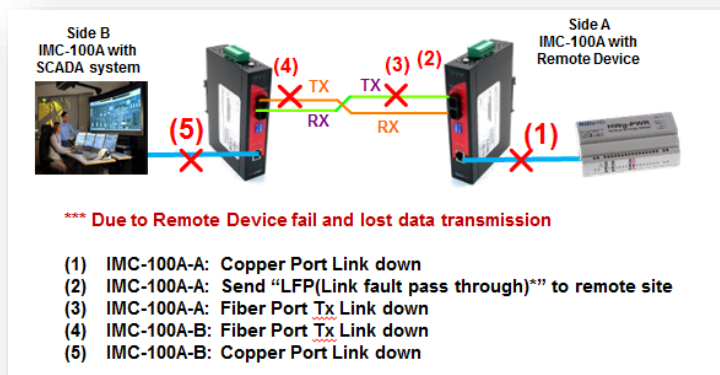 Side B
IMC-100A with
SCADA system
Side A
IMC-100A with
Remote Device
(4)
TX
TX
(3)
(2)
RX
RX
(5)
(1)
HWg-PWR
*** Due to Remote Device fail and lost data transmission
(1) IMC-100A-A: Copper Port Link down
(2) IMC-100A-A: Send “LFP(Link fault pass through)*” to remote site
(3) IMC-100A-A: Fiber Port Tx Link down
(4) IMC-100A-B: Fiber Port Tx Link down
(5) IMC-100A-B: Copper Port Link down